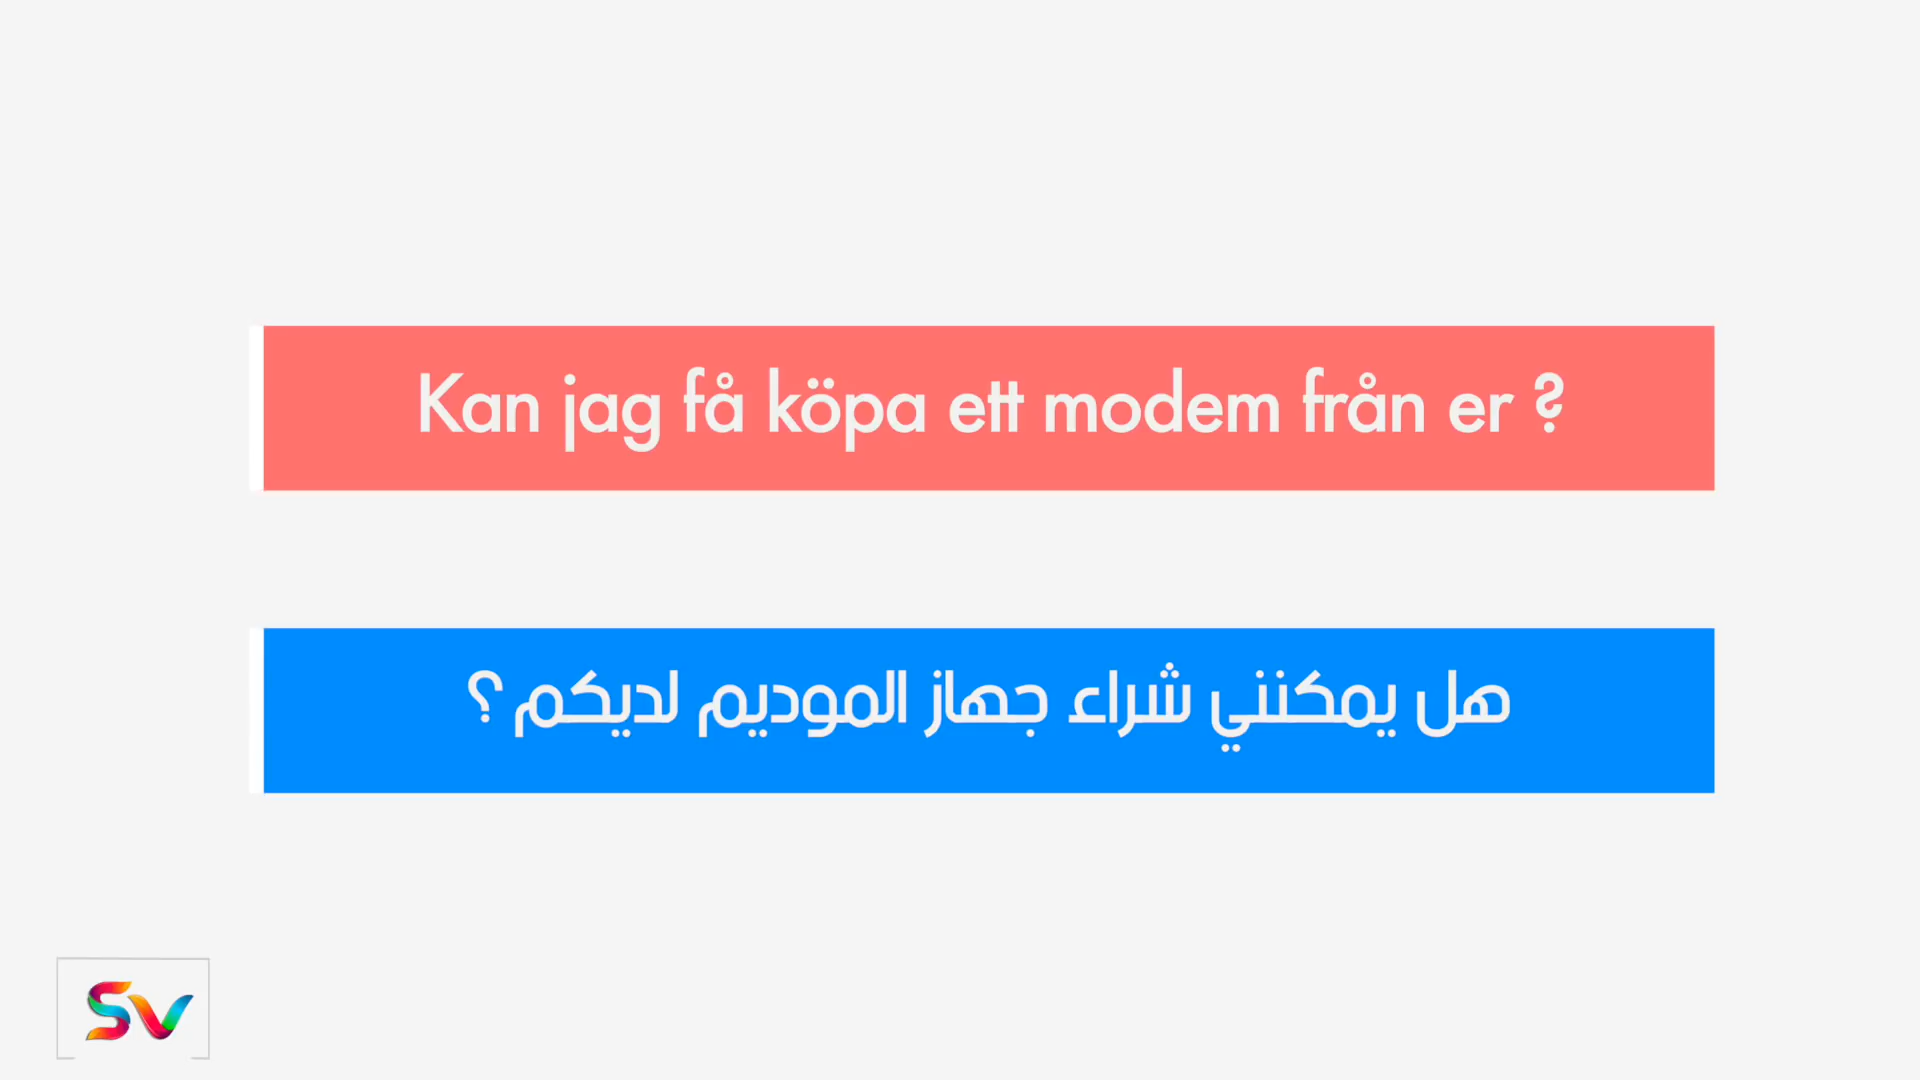 Kan jag få köpa ett modem från er ?
هل يمكنني شراء جهاز الموديم لديكم ؟
SV